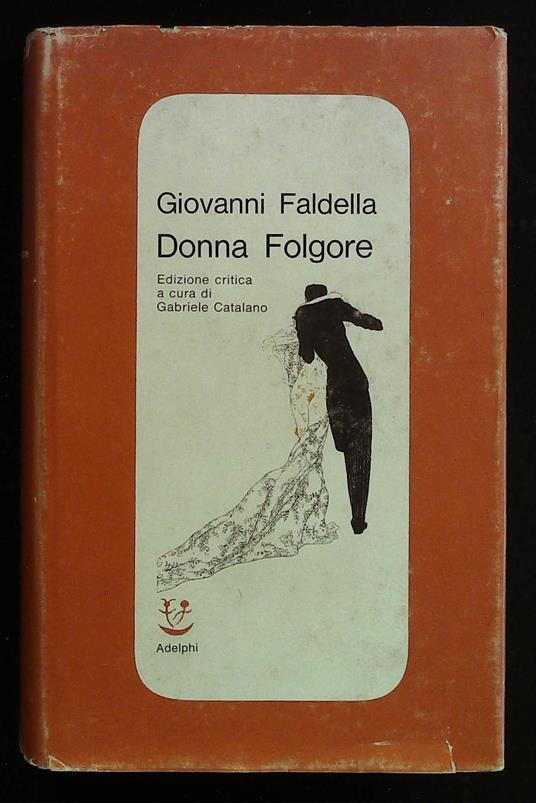 Giovanni Faldella
Donna Folgore
Edizione critica
a cura di
Gabriele Catalano
Adelphi